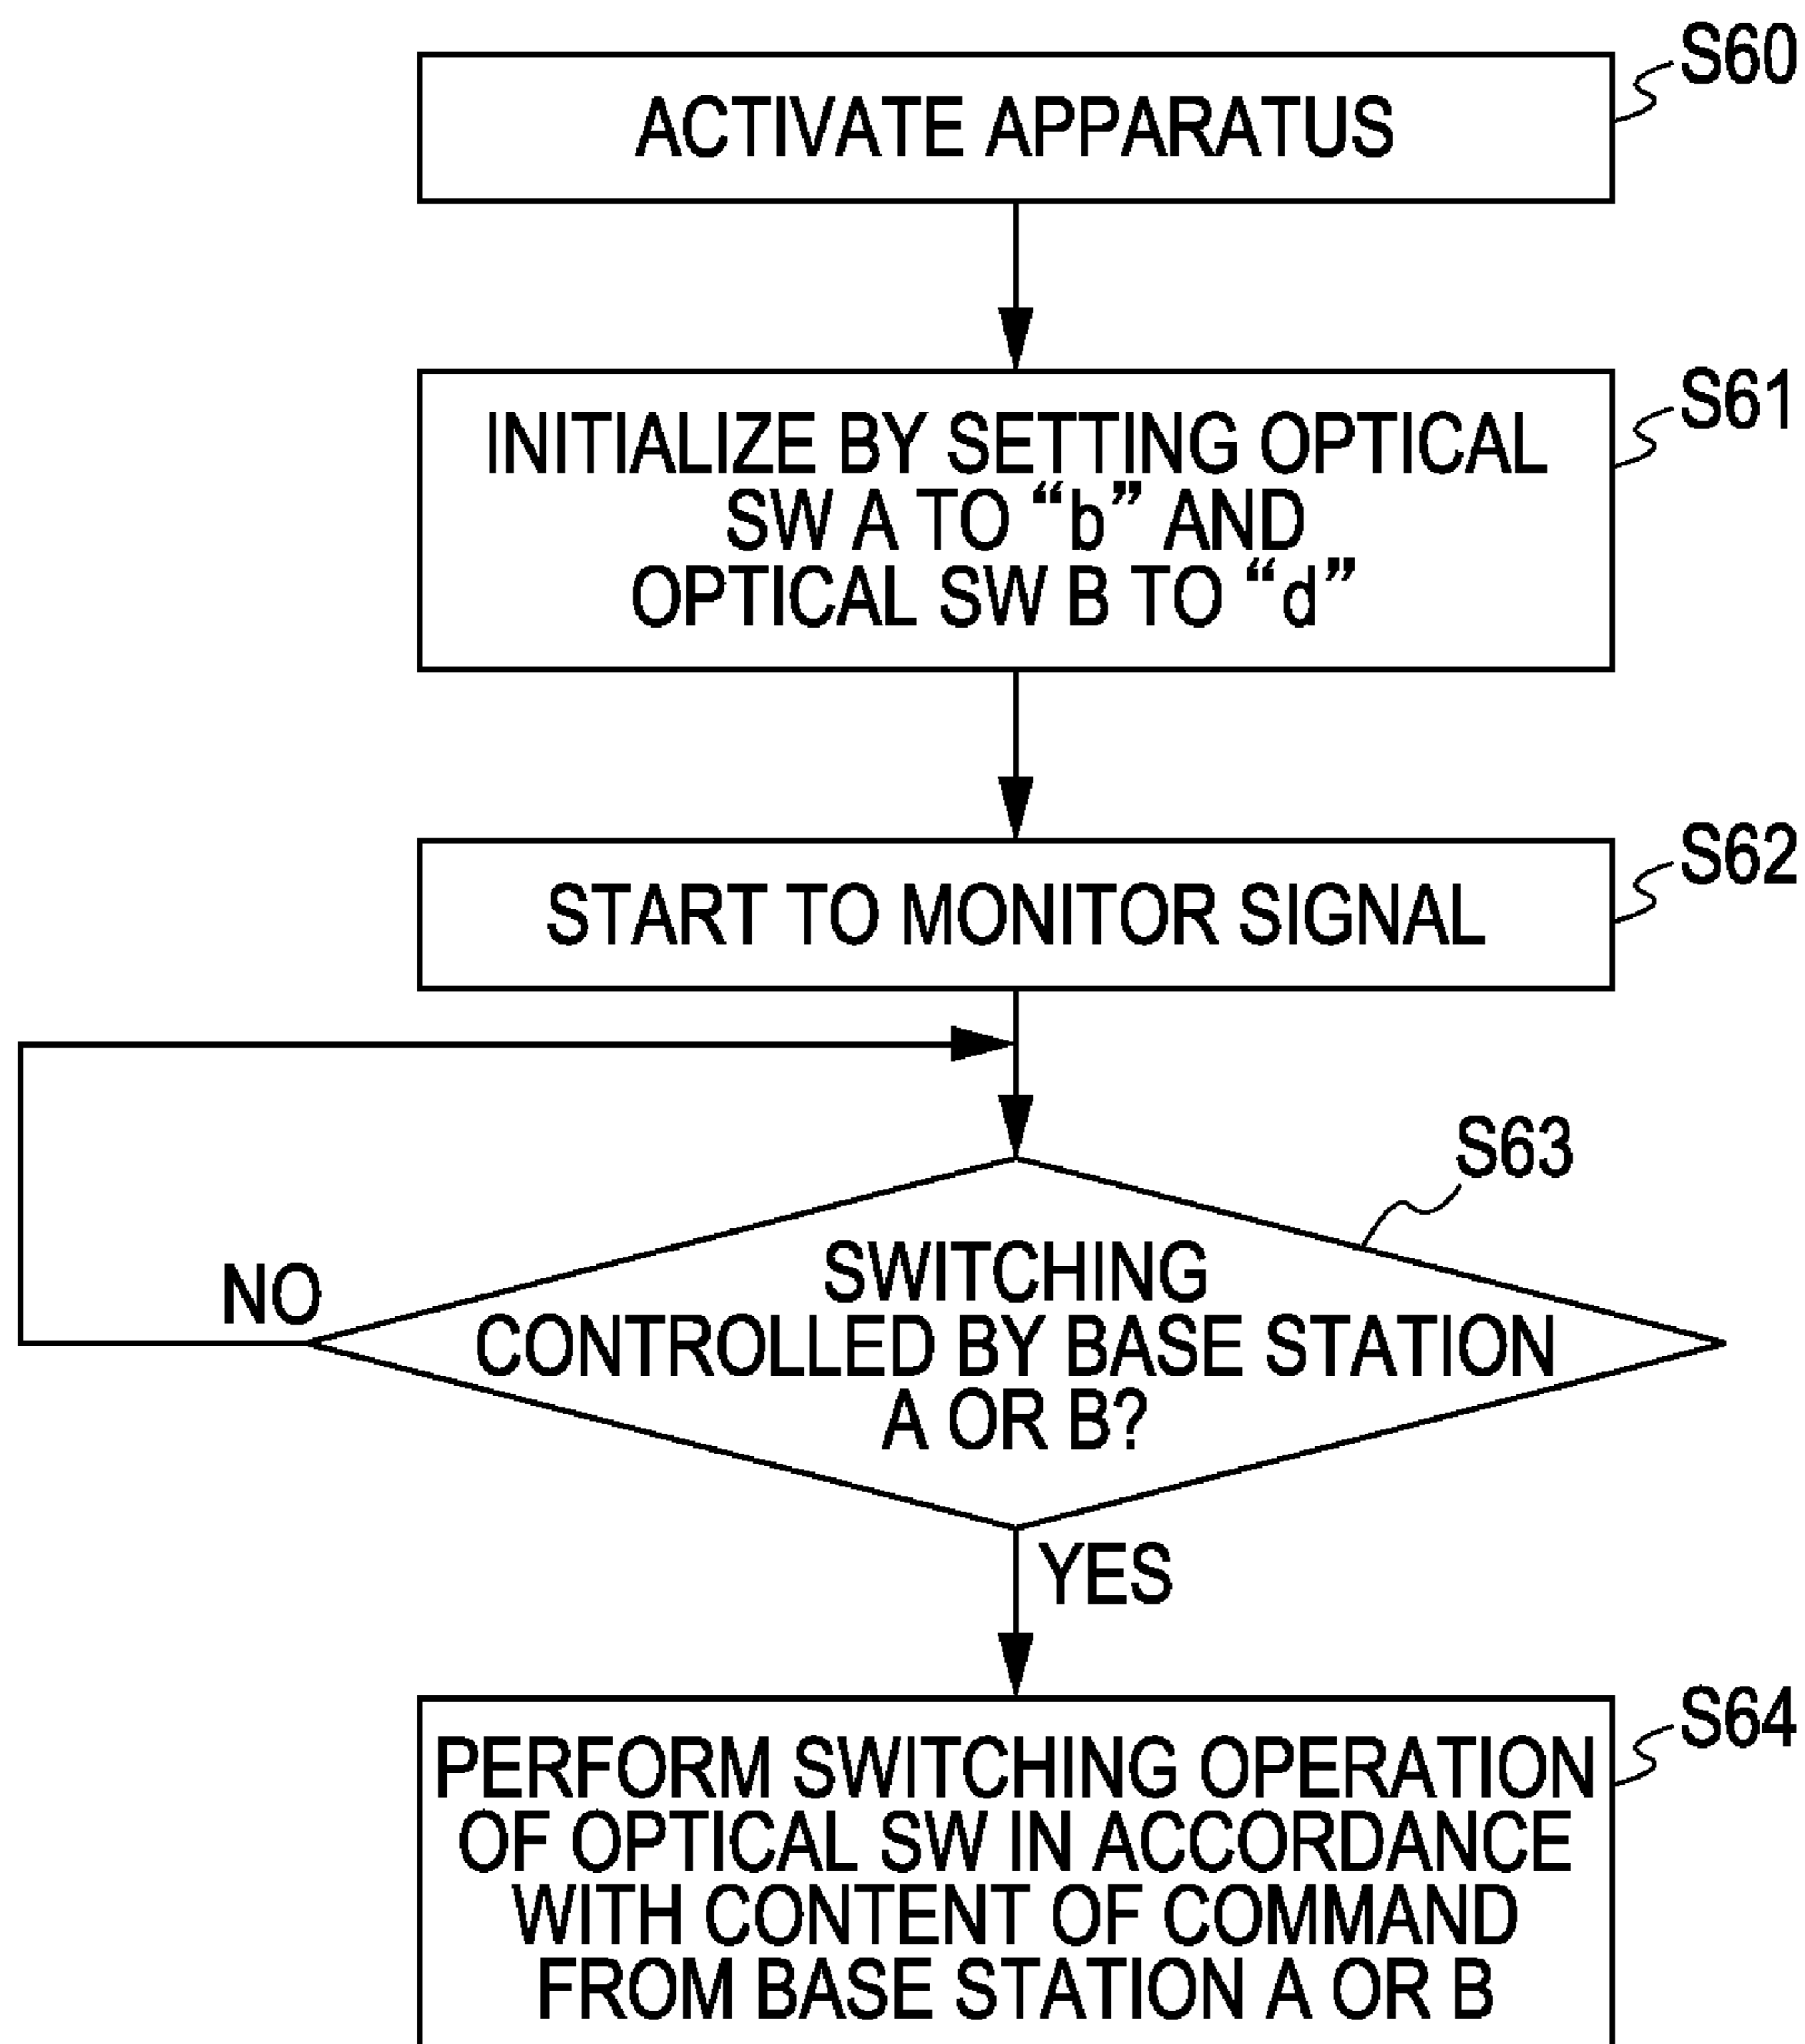 S60
ACTIVATE APPARATUS
S61
INITIALIZE BY SETTING OPTICAL
SW A TO “b” AND
OPTICAL SW B TO “d”
S62
START TO MONITOR SIGNAL
S63
SWITCHING
CONTROLLED BY BASE STATION
A OR B?
NO
YES
S64
PERFORM SWITCHING OPERATION
OF OPTICAL SW IN ACCORDANCE
WITH CONTENT OF COMMAND
FROM BASE STATION A OR B